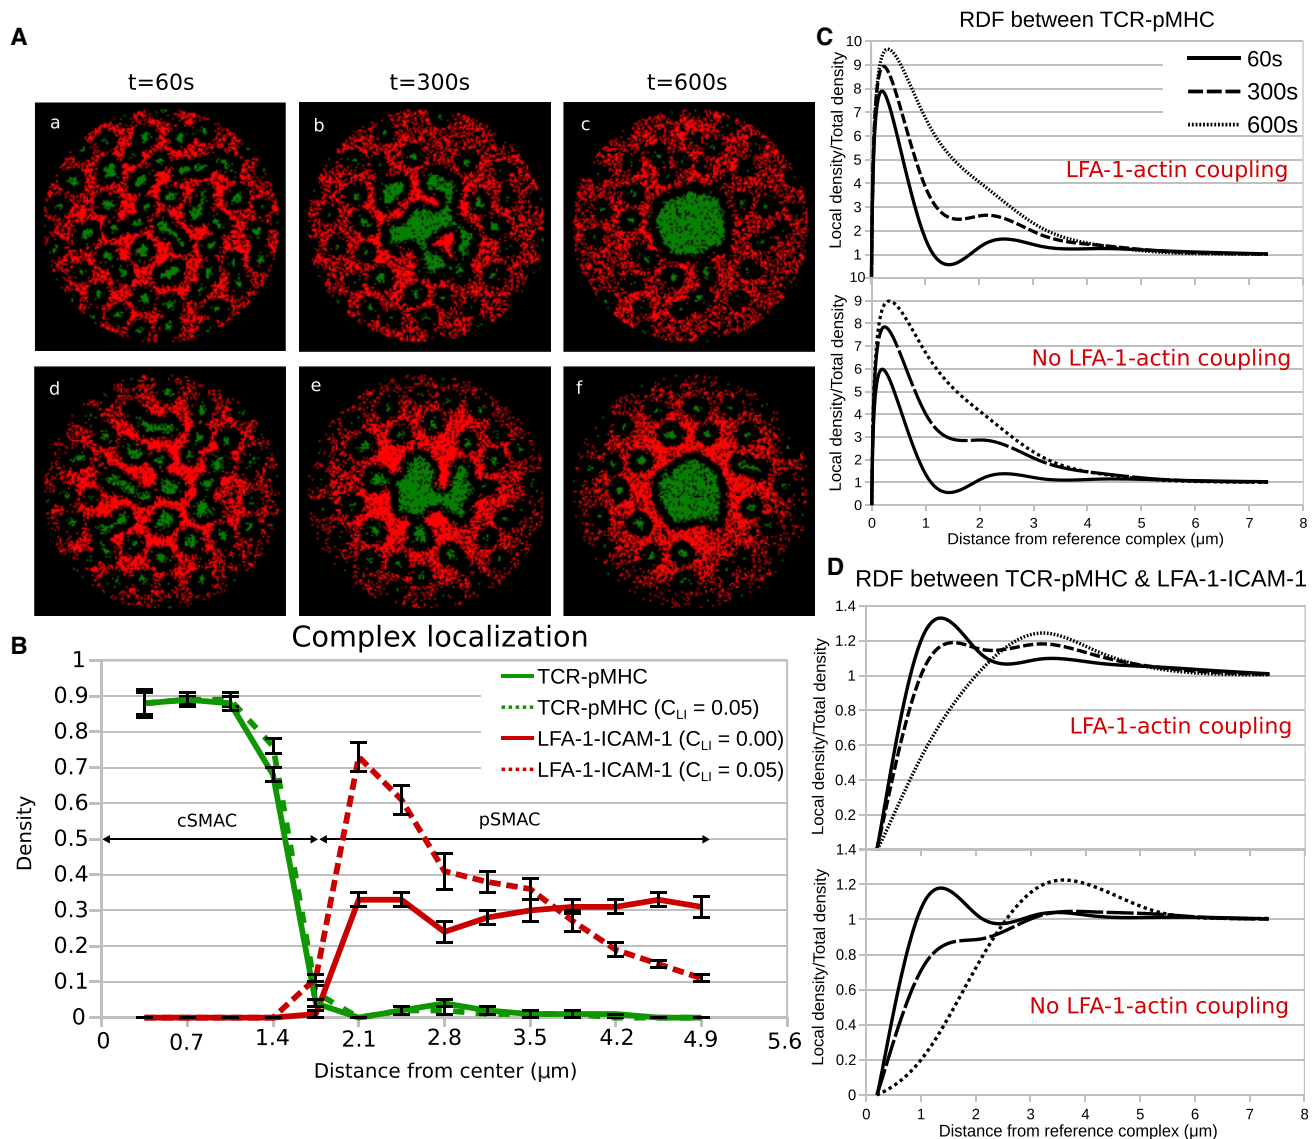 A
t=60s
t=300s
t=600s
a
b
c
d
e
f
B
Complex localization
1
0.9
0.8
0.7
0.6
0.5
0.4
0.3
0.2
0.1
0
Density
TCR-pMHC
TCR-pMHC (CLI = 0.05)
LFA-1-ICAM-1 (CLI = 0.00)
LFA-1-ICAM-1 (CLI = 0.05)
cSMAC
pSMAC
0 0.7 1.4 2.1 2.8 3.5 4.2 4.9 5.6
Distance from center (µm)
C
RDF between TCR-pMHC
10
9
8
7
6
5
4
3
2
1
Local density/Total density
60s
300s
600s
LFA-1-actin coupling
10
9
8
7
6
5
4
3
2
1
0
Local density/Total density
No LFA-1-actin coupling
0 1 2 3 4 5 6 7 8
Distance from reference complex (µm)
D
RDF between TCR-pMHC & LFA-1-ICAM-1
1.4
1.2
1
0.8
0.6
0.4
0.2
Local density/Total density
LFA-1-actin coupling
1.4
1.2
1
0.8
0.6
0.4
0.2
0
Local density/Total density
No LFA-1-actin coupling
0 1 2 3 4 5 6 7 8
Distance from reference complex (µm)